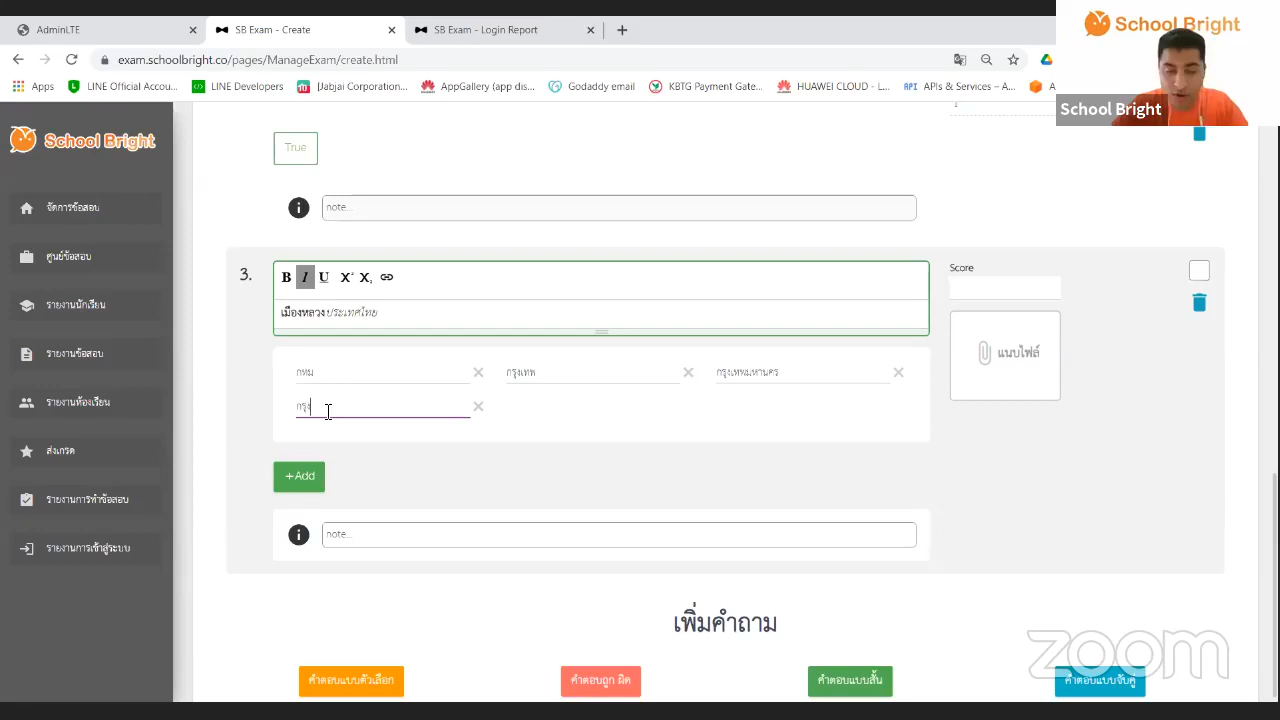 AdminLTE
SB Exam - Create
SB Exam - Login Report
exam.schoolbright.co/pages/ManageExam/create.html
Apps
LINE Official Accou...
LINE Developers
[Jabjai Corporation...
AppGallery (app dis...
Godaddy email
KBTG Payment Gate...
HUAWEI CLOUD - L...
API APIs & Services – A...
School Bright
School Bright
School Bright
จัดการข้อสอบ
ศูนย์ข้อสอบ
รายงานนักเรียน
รายงานข้อสอบ
รายงานห้องเรียน
ส่งเกรด
รายงานการทำข้อสอบ
รายงานการเข้าสู่ระบบ
True
note...
3.
B I U X² X₂
เมืองหลวงประเทศไทย
Score
แนบไฟล์
กทม
กรุงเทพ
กรุงเทพมหานคร
กรุง
+Add
note...
เพิ่มคำถาม
คำตอบแบบตัวเลือก
คำตอบถูก ผิด
คำตอบแบบสั้น
คำตอบแบบจับคู่
zoom